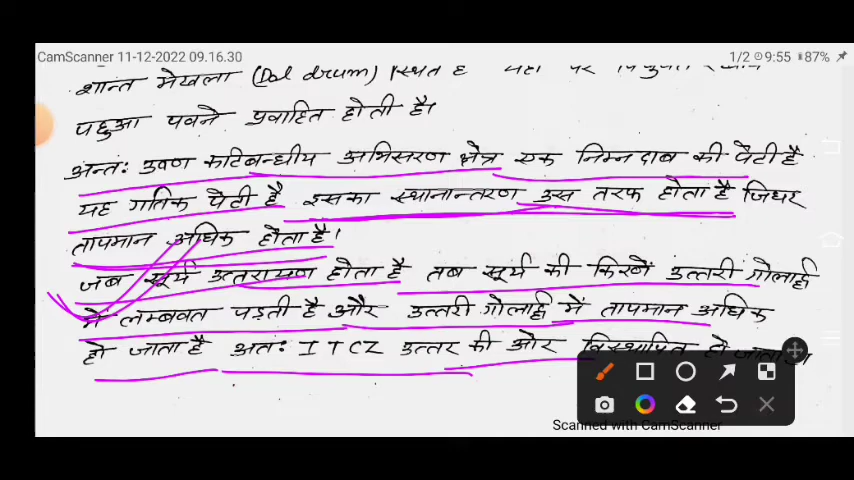 CamScanner 11-12-2022 09.16.30
1/2 9:55 87%
शान्त मेखला (Dol drum) स्थित है यहाँ पर
पछुआ पवने प्रवाहित होती है।
अन्तः उष्ण कटिबन्धीय अभिसरण क्षेत्र एक निम्न दाब की पेटी है
यह गतिक पेटी है इसका स्थानान्तरण उस तरफ होता है जिधर
तापमान अधिक होता है।
जब सूर्य उत्तरायण होता है तब सूर्य की किरणें उत्तरी गोलार्द्ध
में लम्बवत पड़ती है और उत्तरी गोलार्द्ध में तापमान अधिक
हो जाता है अतः ITCZ उत्तर की ओर विस्थापित हो जाता
Scanned with CamScanner